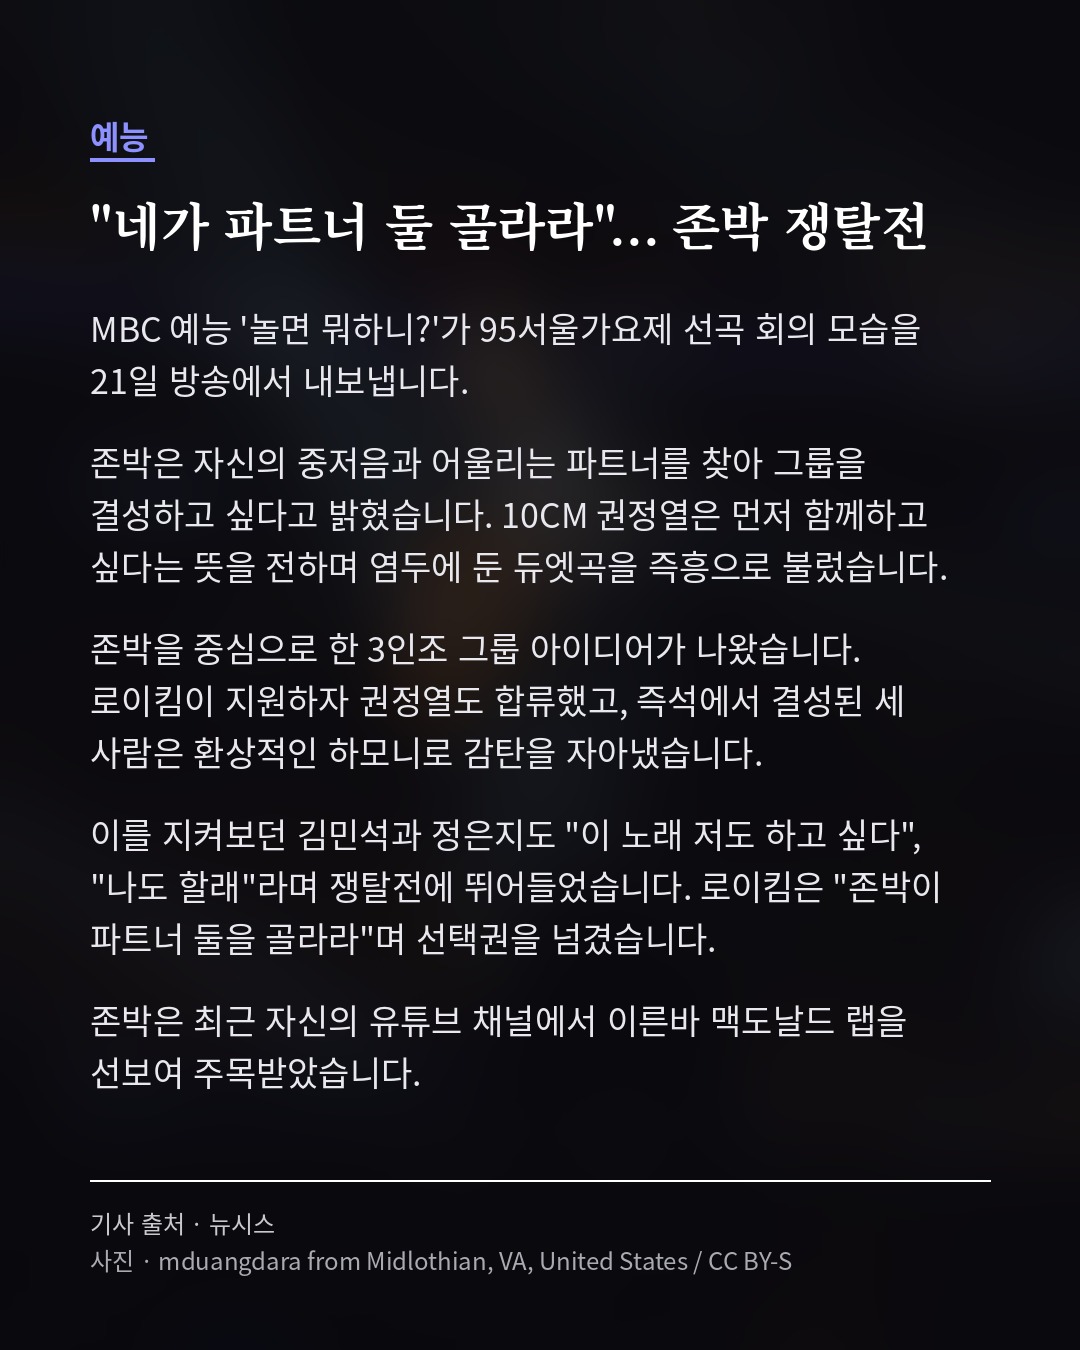 예능
"네가 파트너 둘 골라라"... 존박 쟁탈전
MBC 예능 '놀면 뭐하니?'가 95서울가요제 선곡 회의 모습을
21일 방송에서 내보냅니다.
존박은 자신의 중저음과 어울리는 파트너를 찾아 그룹을
결성하고 싶다고 밝혔습니다. 10CM 권정열은 먼저 함께하고
싶다는 뜻을 전하며 염두에 둔 듀엣곡을 즉흥으로 불렀습니다.
존박을 중심으로 한 3인조 그룹 아이디어가 나왔습니다.
로이킴이 지원하자 권정열도 합류했고, 즉석에서 결성된 세
사람은 환상적인 하모니로 감탄을 자아냈습니다.
이를 지켜보던 김민석과 정은지도 "이 노래 저도 하고 싶다",
"나도 할래"라며 쟁탈전에 뛰어들었습니다. 로이킴은 "존박이
파트너 둘을 골라라"며 선택권을 넘겼습니다.
존박은 최근 자신의 유튜브 채널에서 이른바 맥도날드 랩을
선보여 주목받았습니다.
기사 출처 · 뉴시스
사진 · mduangdara from Midlothian, VA, United States / CC BY-S